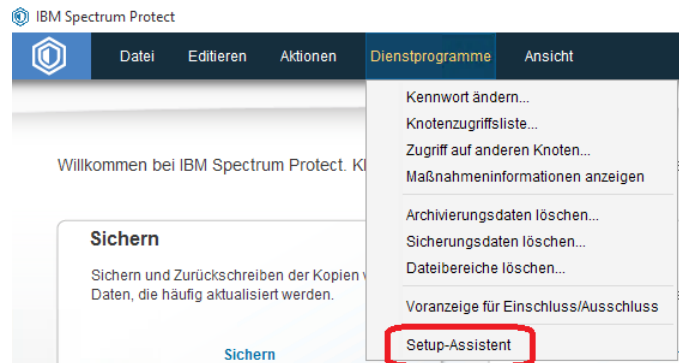 IBM Spectrum Protect
Datei Editieren Aktionen Dienstprogramme Ansicht
Kennwort ändern...
Knotenzugriffsliste...
Zugriff auf anderen Knoten...
Maßnahmeninformationen anzeigen
Archivierungsdaten löschen...
Sicherungsdaten löschen...
Dateibereiche löschen...
Voranzeige für Einschluss/Ausschluss
Setup-Assistent
Willkommen bei IBM Spectrum Protect. Kl
Sichern
Sichern und Zurückschreiben der Kopien v
Daten, die häufig aktualisiert werden.
Sichern